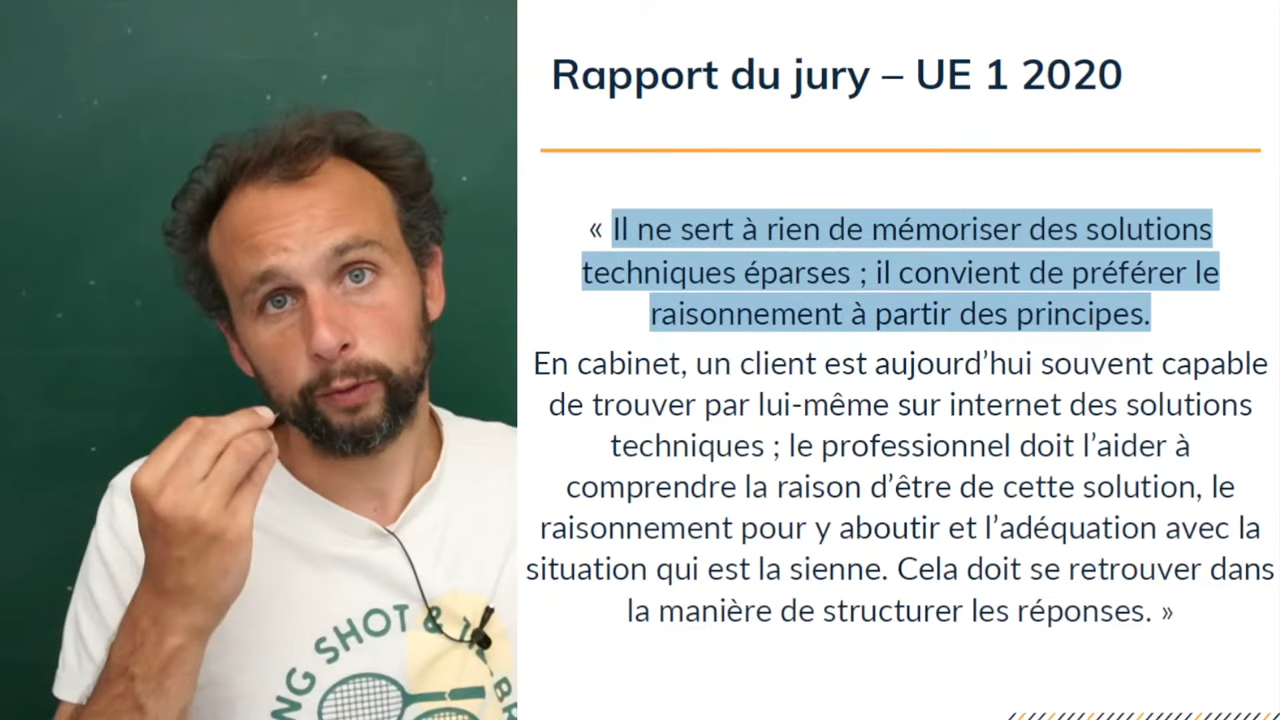 Rapport du jury – UE 1 2020
« Il ne sert à rien de mémoriser des solutions
techniques éparses ; il convient de préférer le
raisonnement à partir des principes.
En cabinet, un client est aujourd’hui souvent capable
de trouver par lui-même sur internet des solutions
techniques ; le professionnel doit l’aider à
comprendre la raison d’être de cette solution, le
raisonnement pour y aboutir et l’adéquation avec la
situation qui est la sienne. Cela doit se retrouver dans
la manière de structurer les réponses. »
SHOT &